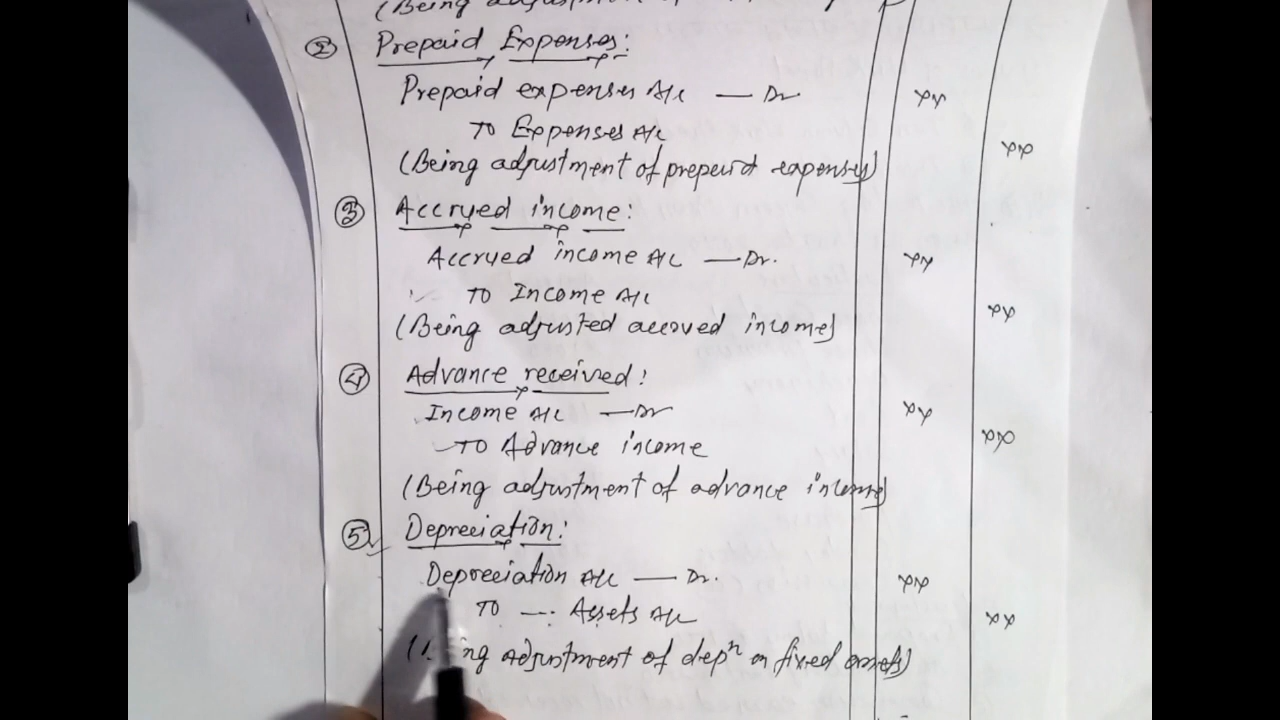 (Being adjustment of
② Prepaid Expenses:
Prepaid expenses A/c — Dr xx
To Expenses A/c xx
(Being adjustment of prepaid expenses)
③ Accrued income:
Accrued income A/c — Dr. xx
To Income A/c xx
(Being adjusted accrued income)
④ Advance received:
Income A/c — Dr xx
To Advance income xx
(Being adjustment of advance income)
⑤ Depreciation:
Depreciation A/c — Dr. xx
To —. Assets A/c xx
adjustment of depⁿ on fixed assets)